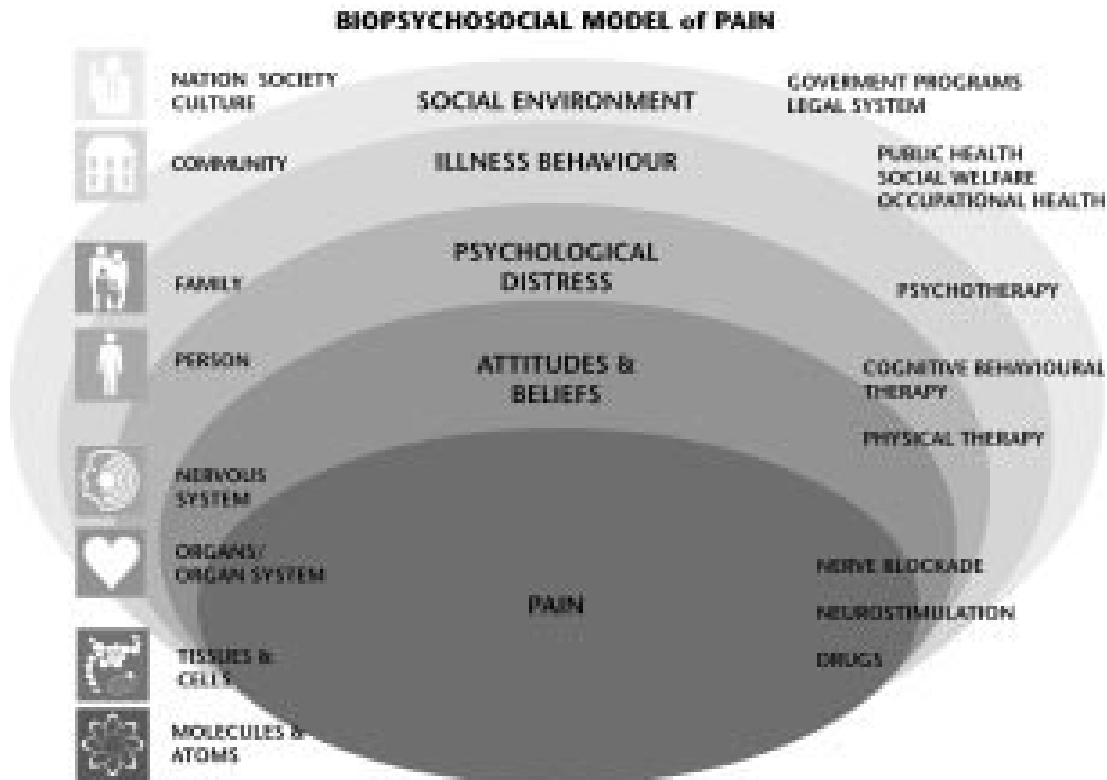 BIOPSYCHOSOCIAL MODEL of PAIN
NATION SOCIETY
CULTURE
SOCIAL ENVIRONMENT
GOVERMENT PROGRAMS
LEGAL SYSTEM
COMMUNITY
ILLNESS BEHAVIOUR
PUBLIC HEALTH
SOCIAL WELFARE
OCCUPATIONAL HEALTH
FAMILY
PSYCHOLOGICAL
DISTRESS
PSYCHOTHERAPY
PERSON
ATTITUDES &
BELIEFS
COGNITIVE BEHAVIOURAL
THERAPY
PHYSICAL THERAPY
NERVOUS
SYSTEM
ORGANS/
ORGAN SYSTEM
PAIN
NERVE BLOCKADE
NEUROSTIMULATION
DRUGS
TISSUES &
CELLS
MOLECULES &
ATOMS